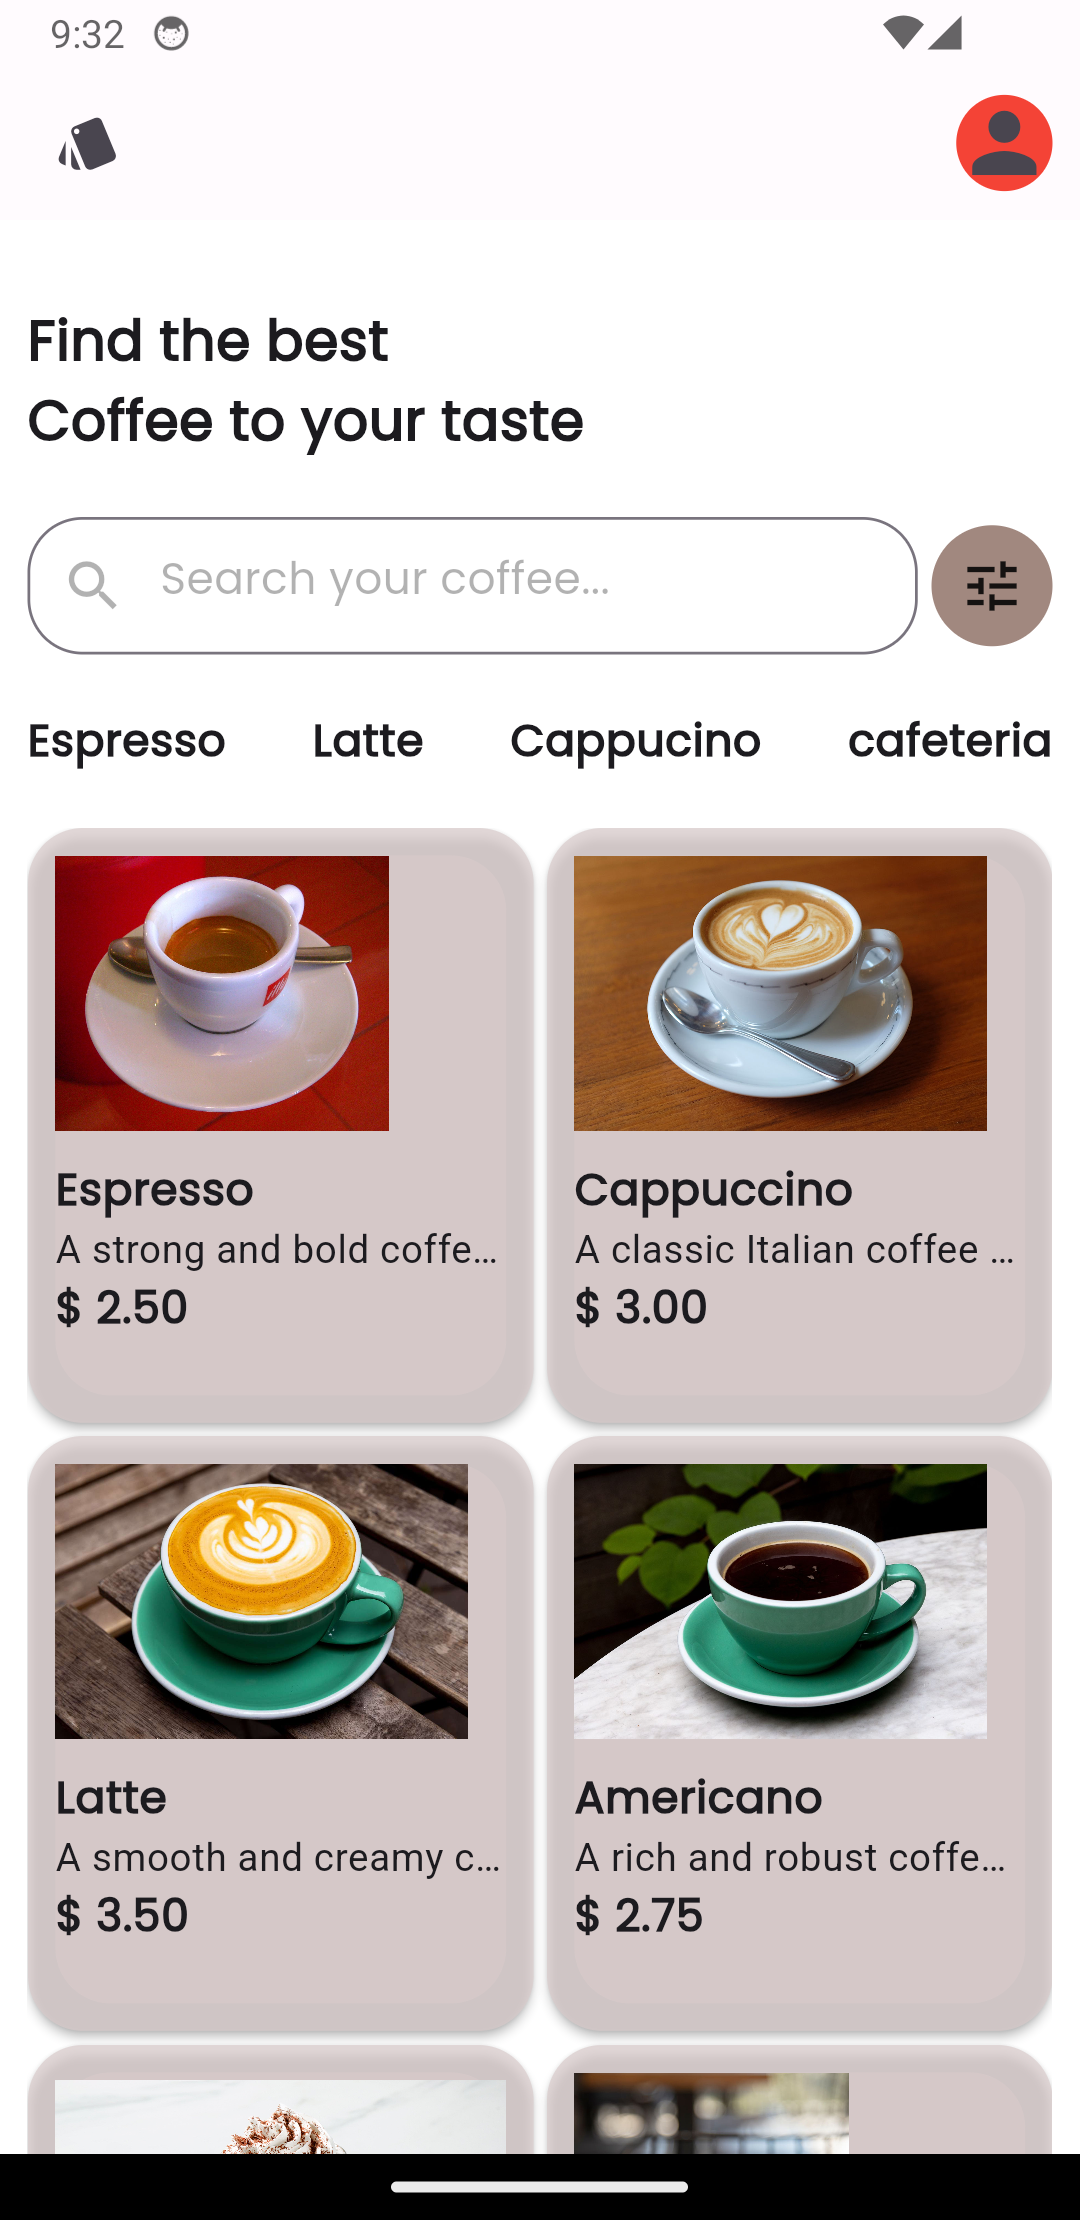 9:32
Find the best
Coffee to your taste
Search your coffee...
Espresso Latte Cappucino cafeteria
Espresso
A strong and bold coffe...
$ 2.50
Cappuccino
A classic Italian coffee ...
$ 3.00
Latte
A smooth and creamy c...
$ 3.50
Americano
A rich and robust coffe...
$ 2.75